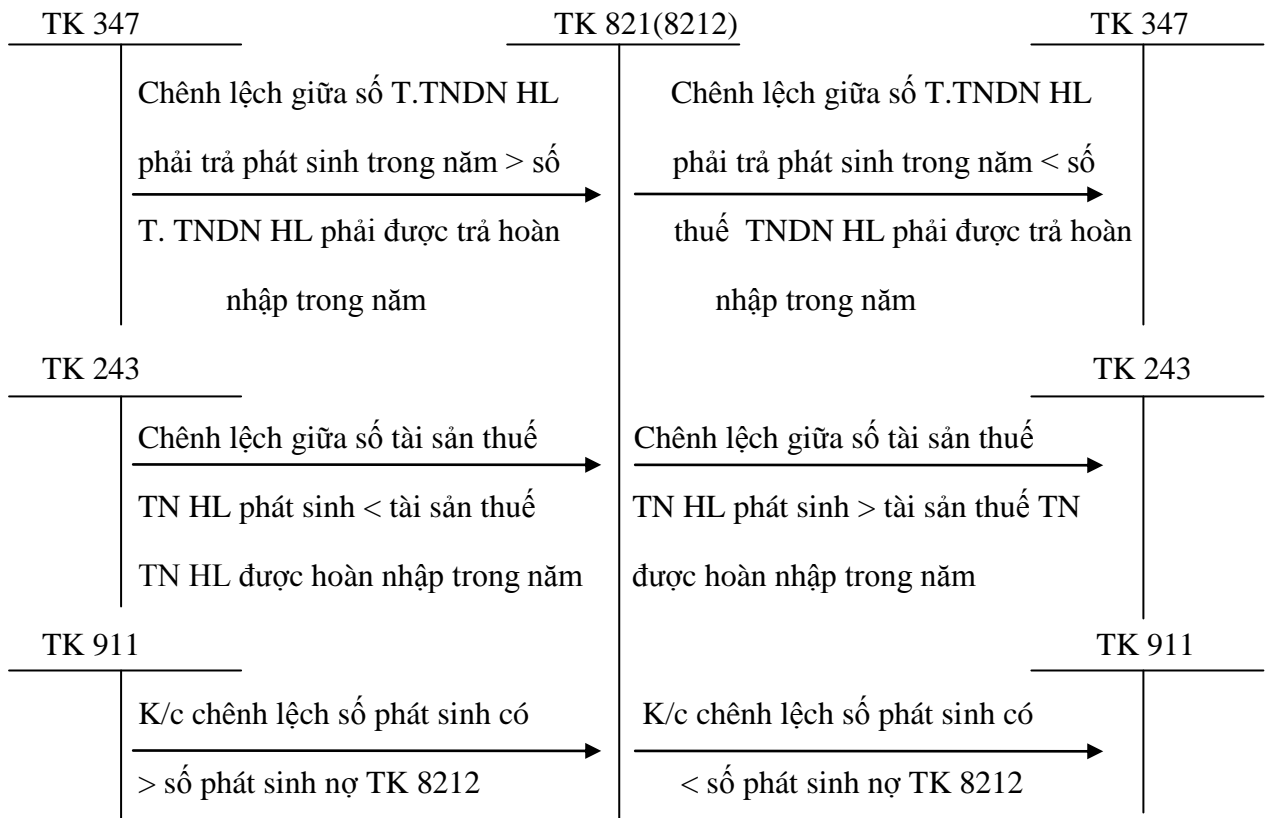 TK 347
TK 821(8212)
TK 347
Chênh lệch giữa số T.TNDN HL
phải trả phát sinh trong năm > số
T. TNDN HL phải được trả hoàn
nhập trong năm
Chênh lệch giữa số T.TNDN HL
phải trả phát sinh trong năm < số
thuế TNDN HL phải được trả hoàn
nhập trong năm
TK 243
TK 243
Chênh lệch giữa số tài sản thuế
TN HL phát sinh < tài sản thuế
TN HL được hoàn nhập trong năm
Chênh lệch giữa số tài sản thuế
TN HL phát sinh > tài sản thuế TN
được hoàn nhập trong năm
TK 911
TK 911
K/c chênh lệch số phát sinh có
> số phát sinh nợ TK 8212
K/c chênh lệch số phát sinh có
< số phát sinh nợ TK 8212